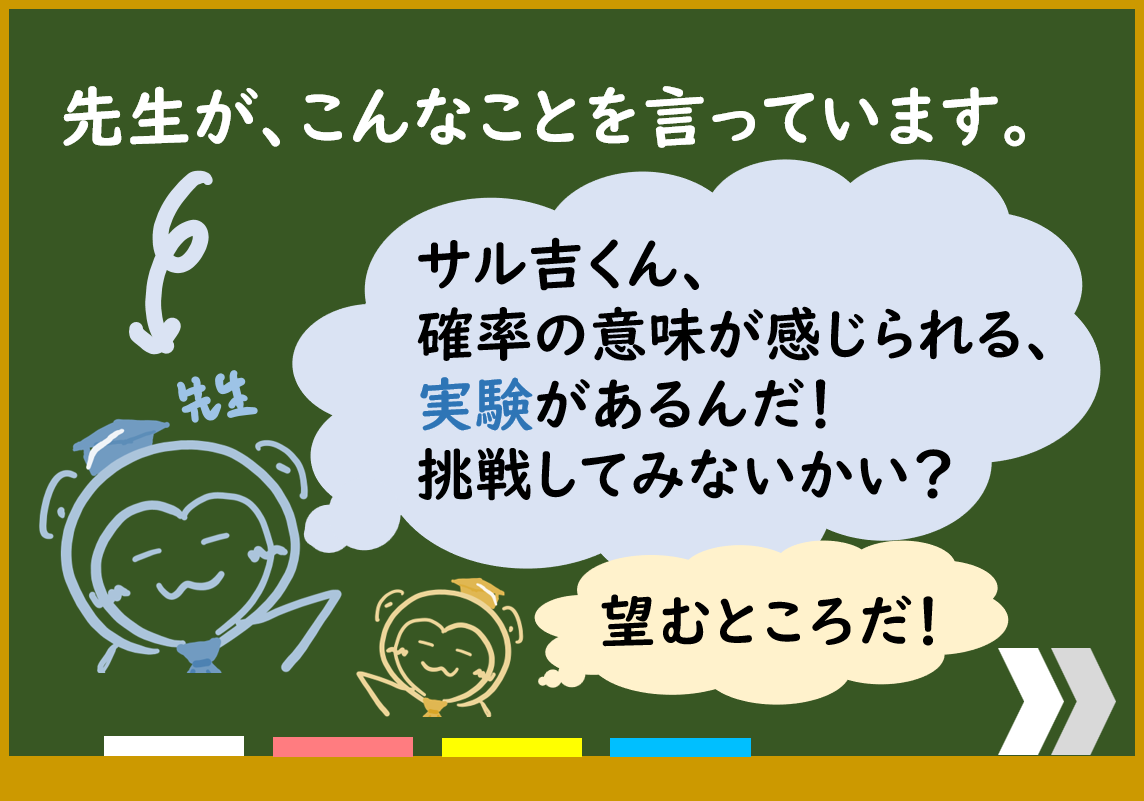 先生が、こんなことを言っています。
先生
サル吉くん、
確率の意味が感じられる、
実験があるんだ！
挑戦してみないかい？
望むところだ！